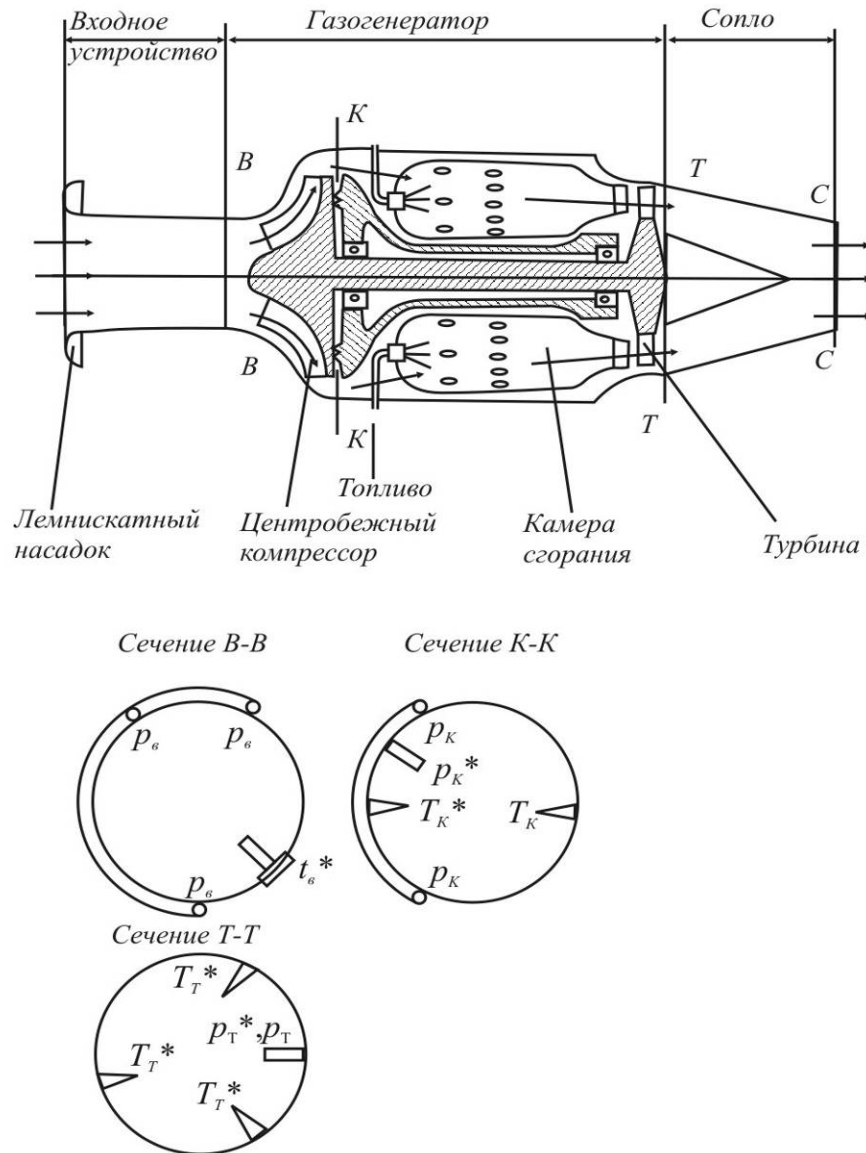 Входное
устройство
Газогенератор
Сопло
К
В
Т
С
В
К
С
Т
Топливо
Лемнискатный
насадок
Центробежный
компрессор
Камера
сгорания
Турбина
Сечение В-В
Сечение К-К
pв
pв
pв
tв*
pК
pК*
TК*
TК
pК
Сечение Т-Т
TТ*
pТ*,pТ
TТ*
TТ*